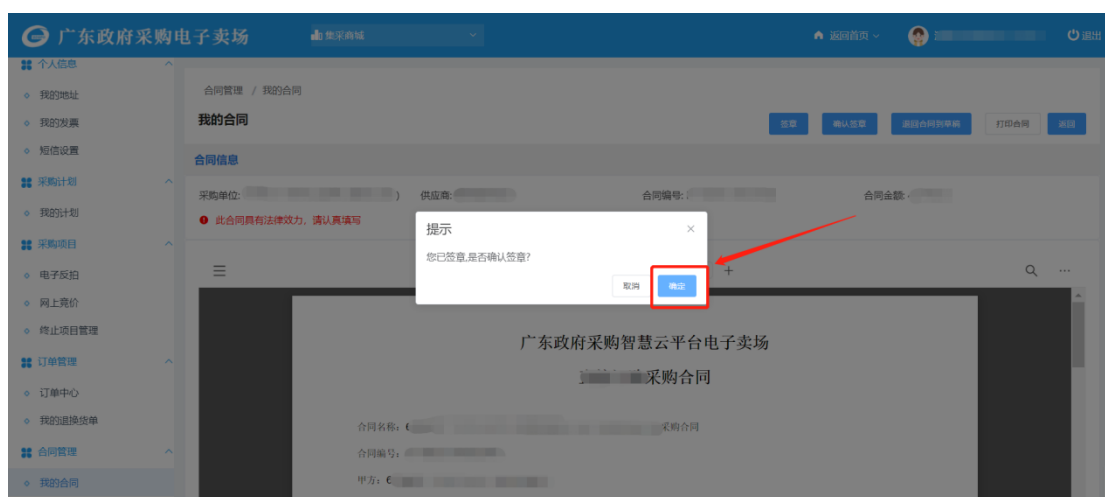 广东政府采购电子卖场
集采商城
返回首页
退出
个人信息
我的地址
我的发票
短信设置
采购计划
我的计划
采购项目
电子反拍
网上竞价
终止项目管理
订单管理
订单中心
我的退换货单
合同管理
我的合同
合同管理 / 我的合同
我的合同
签章
确认签章
退回合同到草稿
打印合同
返回
合同信息
采购单位:
供应商:
合同编号:
合同金额:
此合同具有法律效力，请认真填写
提示
您已签章,是否确认签章?
取消
确定
广东政府采购智慧云平台电子卖场
采购合同
合同名称：
采购合同
合同编号：
甲方：